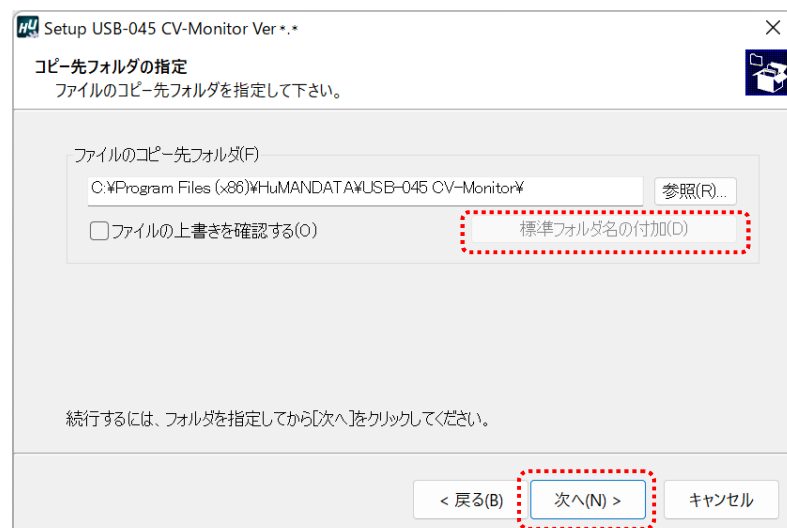 HU Setup USB-045 CV-Monitor Ver*.*
コピー先フォルダの指定
ファイルのコピー先フォルダを指定して下さい。
ファイルのコピー先フォルダ(F)
C:¥Program Files (x86)¥HuMANDATA¥USB-045 CV-Monitor¥
参照(R)...
ファイルの上書きを確認する(O)
標準フォルダ名の付加(D)
続行するには、フォルダを指定してから[次へ]をクリックしてください。
< 戻る(B)
次へ(N) >
キャンセル